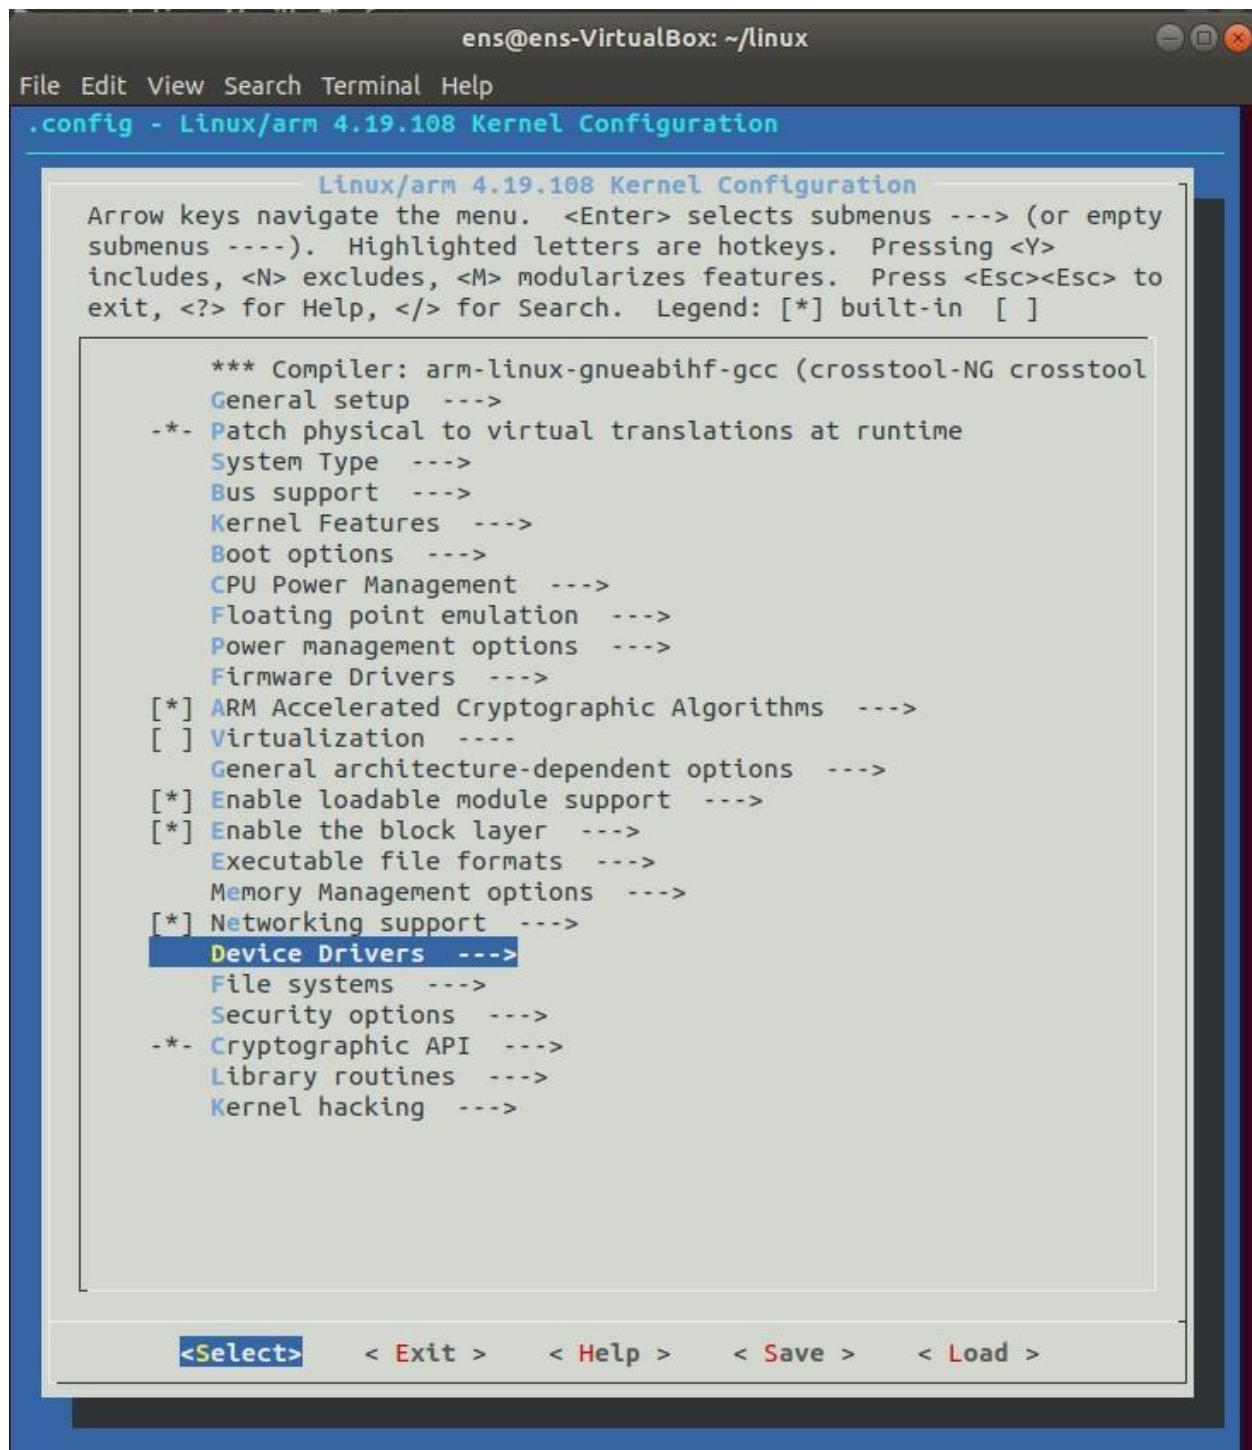 ens@ens-VirtualBox: ~/linux
File Edit View Search Terminal Help
.config - Linux/arm 4.19.108 Kernel Configuration
Linux/arm 4.19.108 Kernel Configuration
Arrow keys navigate the menu.  <Enter> selects submenus ---> (or empty
submenus ----).  Highlighted letters are hotkeys.  Pressing <Y>
includes, <N> excludes, <M> modularizes features.  Press <Esc><Esc> to
exit, <?> for Help, </> for Search.  Legend: [*] built-in  [ ]
*** Compiler: arm-linux-gnueabihf-gcc (crosstool-NG crosstool
General setup  --->
-*- Patch physical to virtual translations at runtime
System Type  --->
Bus support  --->
Kernel Features  --->
Boot options  --->
CPU Power Management  --->
Floating point emulation  --->
Power management options  --->
Firmware Drivers  --->
[*] ARM Accelerated Cryptographic Algorithms  --->
[ ] Virtualization  ----
General architecture-dependent options  --->
[*] Enable loadable module support  --->
[*] Enable the block layer  --->
Executable file formats  --->
Memory Management options  --->
[*] Networking support  --->
Device Drivers  --->
File systems  --->
Security options  --->
-*- Cryptographic API  --->
Library routines  --->
Kernel hacking  --->
<Select>    < Exit >    < Help >    < Save >    < Load >